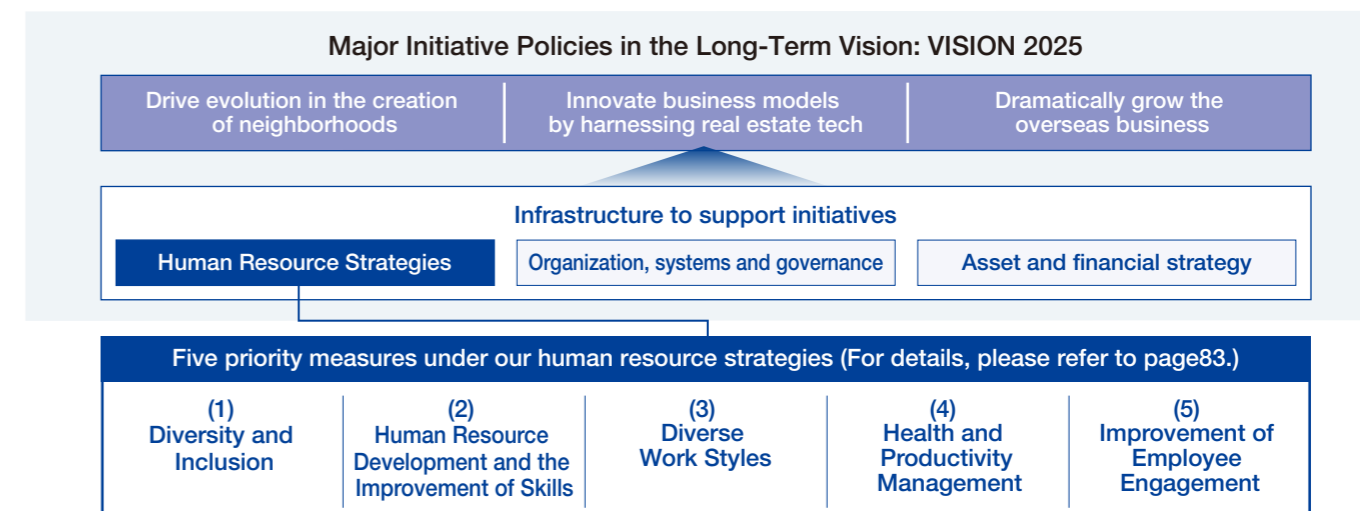 Major Initiative Policies in the Long-Term Vision: VISION 2025
Drive evolution in the creation
of neighborhoods
Innovate business models
by harnessing real estate tech
Dramatically grow the
overseas business
Infrastructure to support initiatives
Human Resource Strategies
Organization, systems and governance
Asset and financial strategy
Five priority measures under our human resource strategies (For details, please refer to page83.)
(1)
Diversity and
Inclusion
(2)
Human Resource
Development and the
Improvement of Skills
(3)
Diverse
Work Styles
(4)
Health and
Productivity
Management
(5)
Improvement of
Employee
Engagement